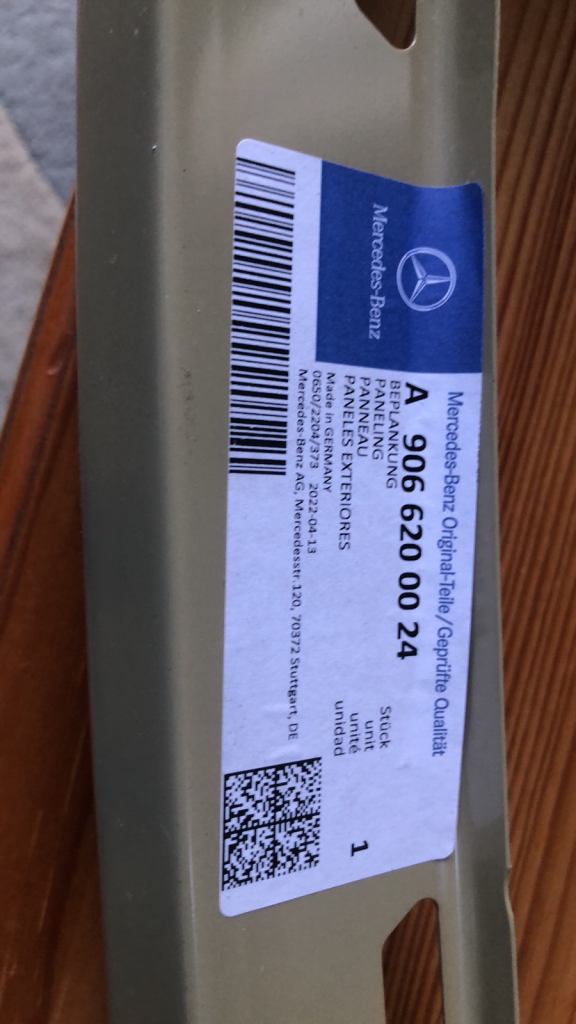 Mercedes-Benz Original-Teile/Geprüfte Qualität
Mercedes-Benz
A 906 620 00 24
BEPLANKUNG
PANELING
PANNEAU
PANELES EXTERIORES
Stück
unit
unité
unidad
1
Made in GERMANY
0650/2204/373 2022-04-13
Mercedes-Benz AG, Mercedesstr.120, 70372 Stuttgart, DE